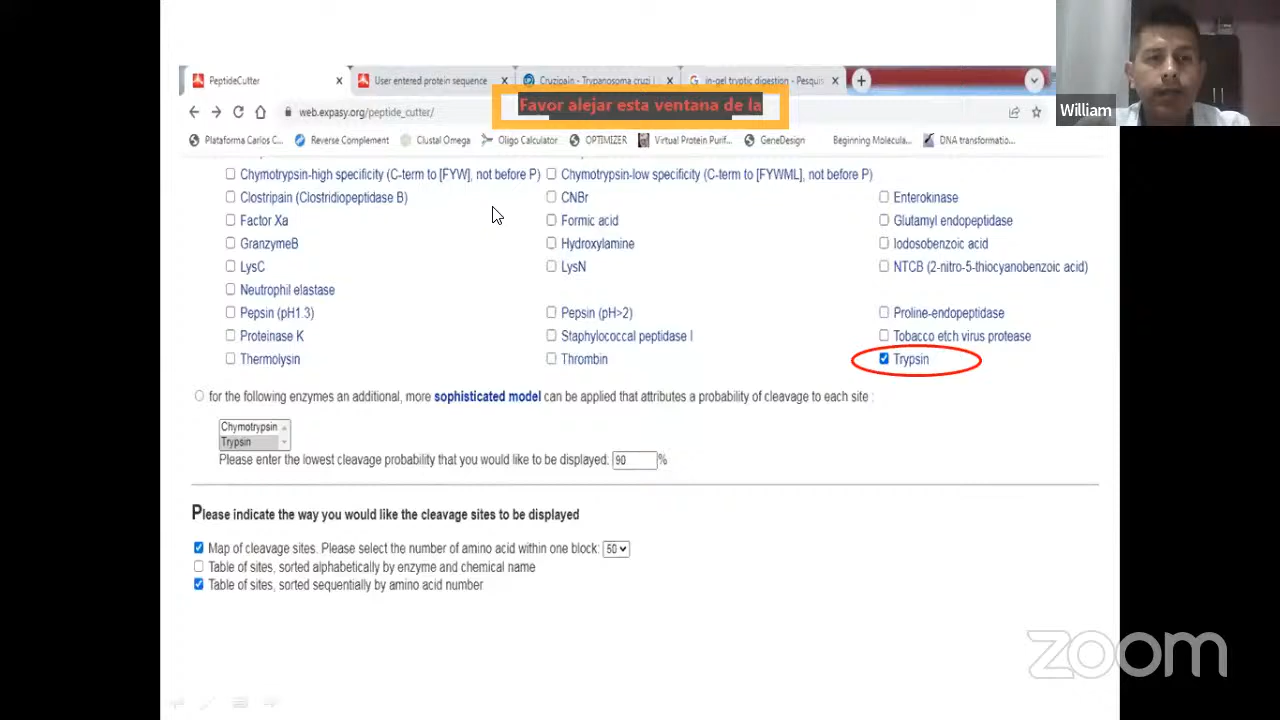 PeptideCutter
User entered protein sequence
Cruzipain - Trypanosoma cruzi
in-gel tryptic digestion - Pesquis
web.expasy.org/peptide_cutter/
Favor alejar esta ventana de la
William
Plataforma Carlos C...
Reverse Complement
Clustal Omega
Oligo Calculator
OPTIMIZER
Virtual Protein Purif...
GeneDesign
Beginning Molecula...
DNA transformatio...
Chymotrypsin-high specificity (C-term to [FYW], not before P)
Chymotrypsin-low specificity (C-term to [FYWML], not before P)
Clostripain (Clostridiopeptidase B)
CNBr
Enterokinase
Factor Xa
Formic acid
Glutamyl endopeptidase
GranzymeB
Hydroxylamine
Iodosobenzoic acid
LysC
LysN
NTCB (2-nitro-5-thiocyanobenzoic acid)
Neutrophil elastase
Pepsin (pH1.3)
Pepsin (pH>2)
Proline-endopeptidase
Proteinase K
Staphylococcal peptidase I
Tobacco etch virus protease
Thermolysin
Thrombin
Trypsin
for the following enzymes an additional, more sophisticated model can be applied that attributes a probability of cleavage to each site :
Chymotrypsin
Trypsin
Please enter the lowest cleavage probability that you would like to be displayed: 90 %
Please indicate the way you would like the cleavage sites to be displayed
Map of cleavage sites. Please select the number of amino acid within one block: 50
Table of sites, sorted alphabetically by enzyme and chemical name
Table of sites, sorted sequentially by amino acid number
zoom